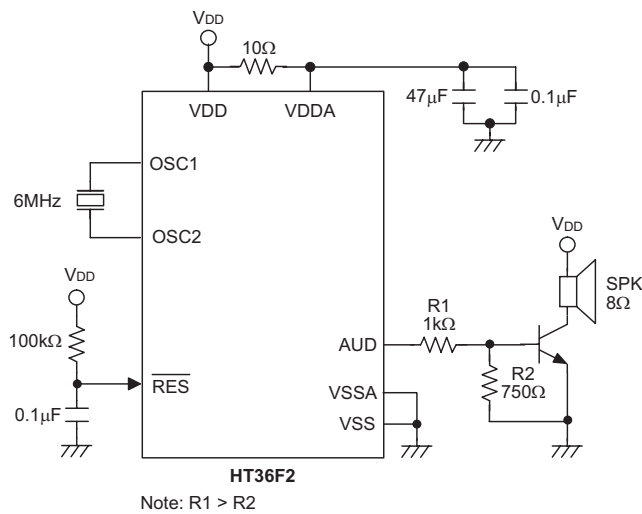 VDD
10Ω
VDD
VDDA
47μF
0.1μF
OSC1
6MHz
OSC2
VDD
100kΩ
RES
0.1μF
VDD
SPK
8Ω
R1
1kΩ
AUD
R2
750Ω
VSSA
VSS
HT36F2
Note: R1 > R2